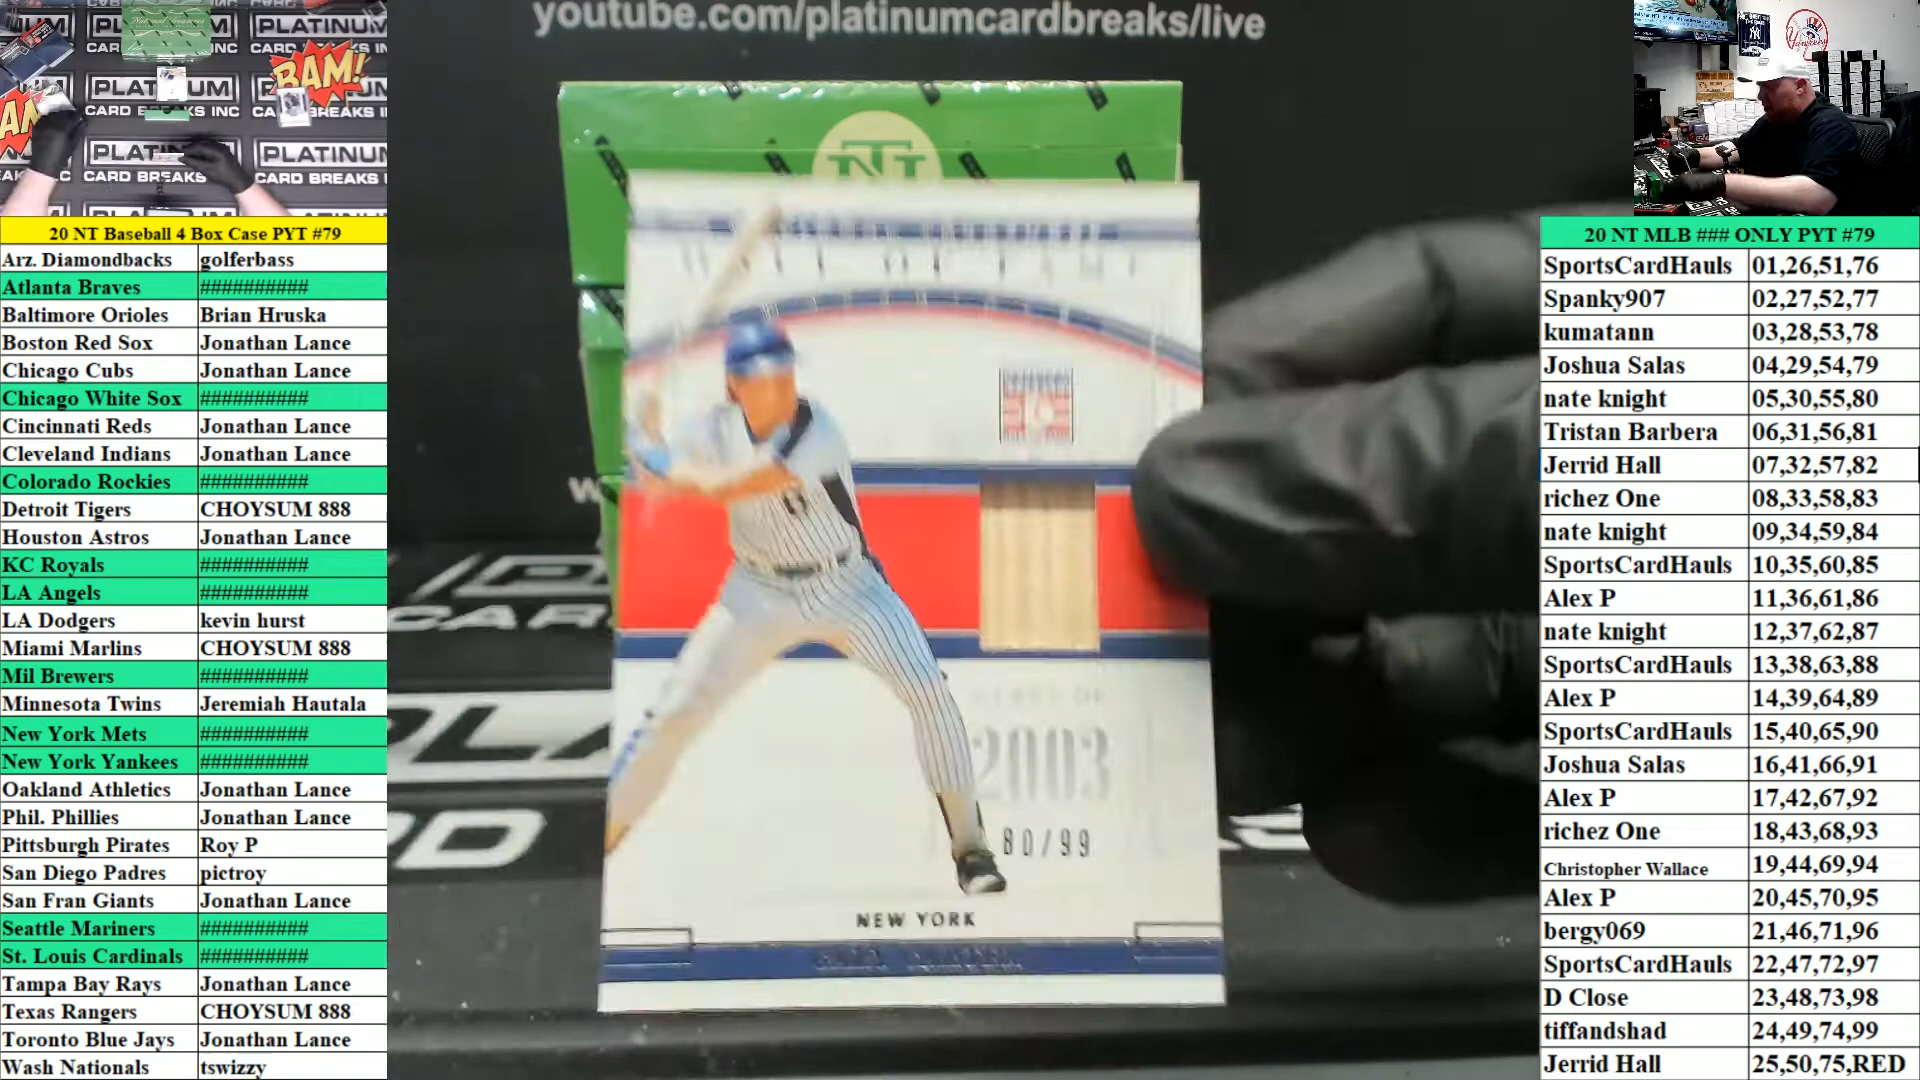 youtube.com/platinumcardbreaks/live
PLATINUM
CARD BREAKS INC
BAM!
20 NT Baseball 4 Box Case PYT #79
Arz. Diamondbacks golferbass
Atlanta Braves ##########
Baltimore Orioles Brian Hruska
Boston Red Sox Jonathan Lance
Chicago Cubs Jonathan Lance
Chicago White Sox ##########
Cincinnati Reds Jonathan Lance
Cleveland Indians Jonathan Lance
Colorado Rockies ##########
Detroit Tigers CHOYSUM 888
Houston Astros Jonathan Lance
KC Royals ##########
LA Angels ##########
LA Dodgers kevin hurst
Miami Marlins CHOYSUM 888
Mil Brewers ##########
Minnesota Twins Jeremiah Hautala
New York Mets ##########
New York Yankees ##########
Oakland Athletics Jonathan Lance
Phil. Phillies Jonathan Lance
Pittsburgh Pirates Roy P
San Diego Padres pictroy
San Fran Giants Jonathan Lance
Seattle Mariners ##########
St. Louis Cardinals ##########
Tampa Bay Rays Jonathan Lance
Texas Rangers CHOYSUM 888
Toronto Blue Jays Jonathan Lance
Wash Nationals tswizzy
NT
CLASS OF
2003
80/99
NEW YORK
20 NT MLB ### ONLY PYT #79
SportsCardHauls 01,26,51,76
Spanky907 02,27,52,77
kumatann 03,28,53,78
Joshua Salas 04,29,54,79
nate knight 05,30,55,80
Tristan Barbera 06,31,56,81
Jerrid Hall 07,32,57,82
richez One 08,33,58,83
nate knight 09,34,59,84
SportsCardHauls 10,35,60,85
Alex P 11,36,61,86
nate knight 12,37,62,87
SportsCardHauls 13,38,63,88
Alex P 14,39,64,89
SportsCardHauls 15,40,65,90
Joshua Salas 16,41,66,91
Alex P 17,42,67,92
richez One 18,43,68,93
Christopher Wallace 19,44,69,94
Alex P 20,45,70,95
bergy069 21,46,71,96
SportsCardHauls 22,47,72,97
D Close 23,48,73,98
tiffandshad 24,49,74,99
Jerrid Hall 25,50,75,RED